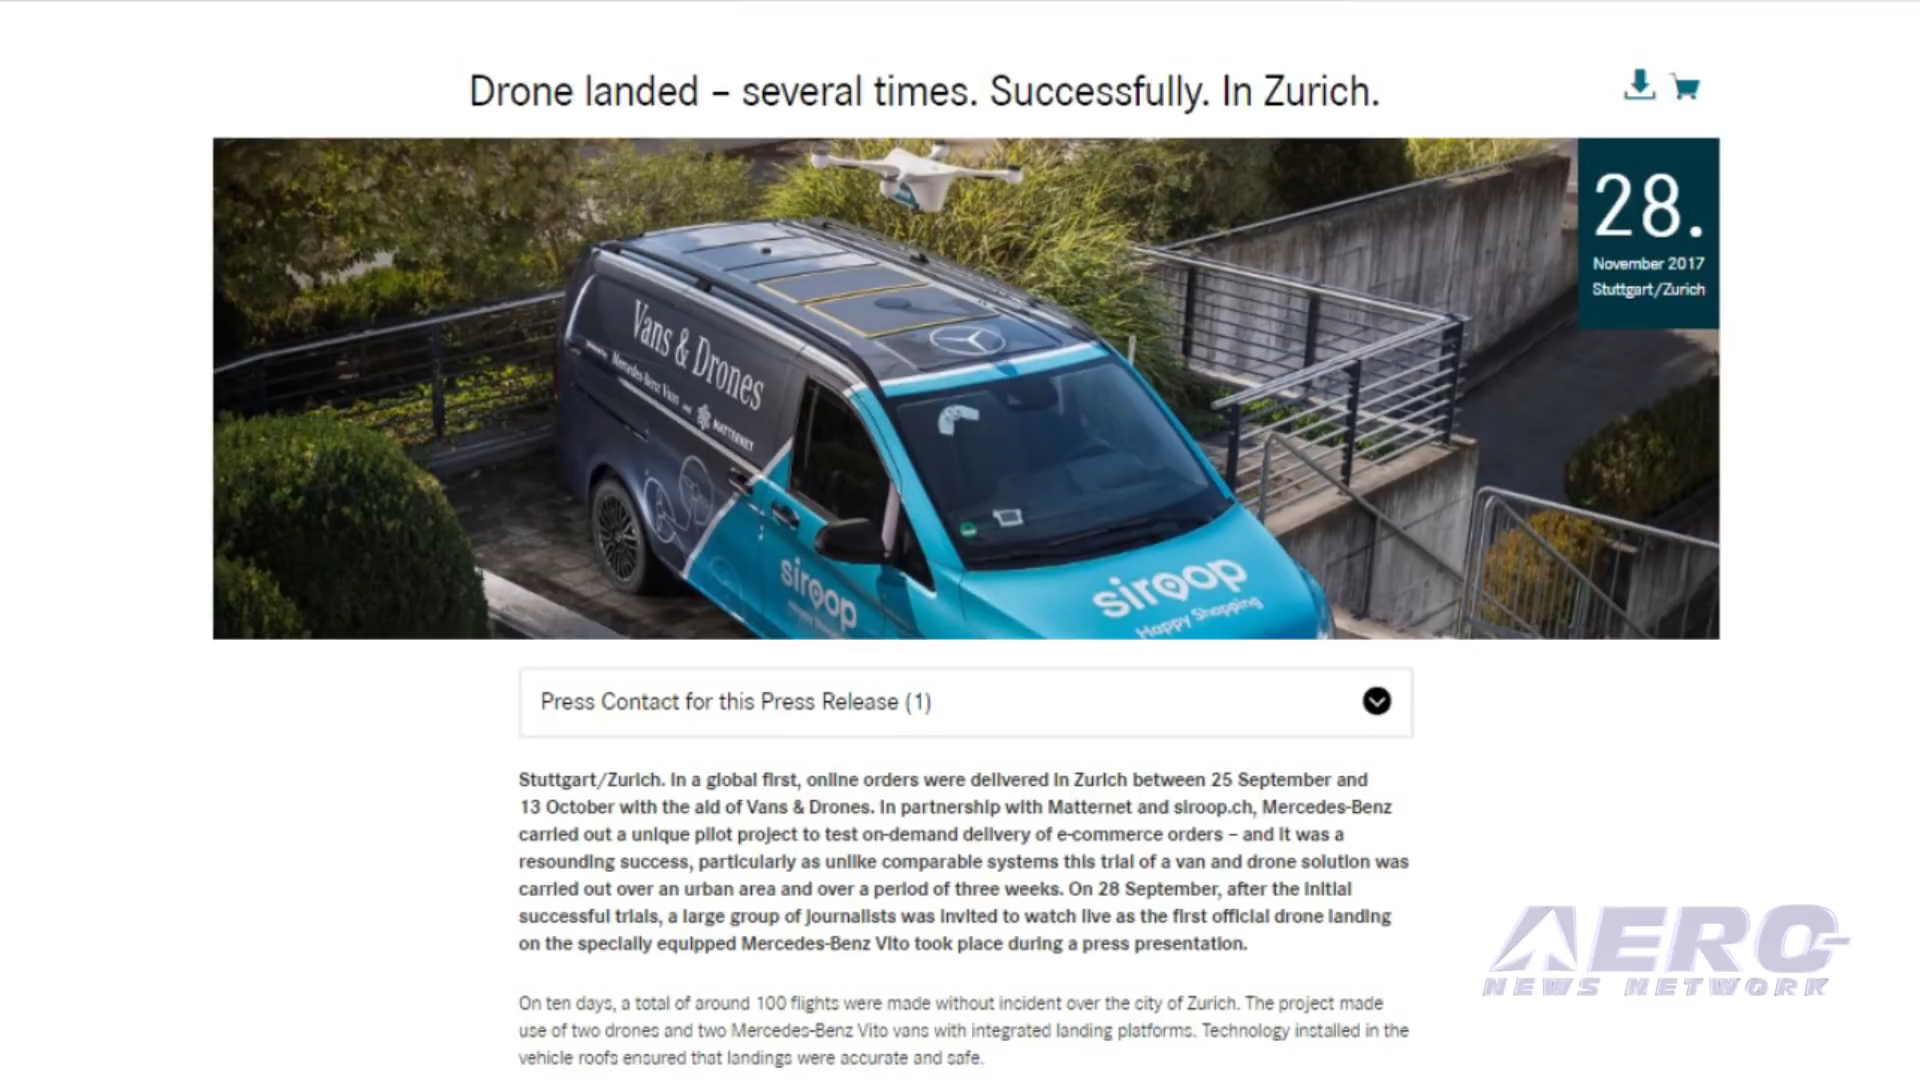 Drone landed – several times. Successfully. In Zurich.
28.
November 2017
Stuttgart/Zurich
Vans & Drones
Mercedes-Benz Vans and MATTERNET
siroop
siroop
Happy Shopping
Press Contact for this Press Release (1)
Stuttgart/Zurich. In a global first, online orders were delivered in Zurich between 25 September and
13 October with the aid of Vans & Drones. In partnership with Matternet and siroop.ch, Mercedes-Benz
carried out a unique pilot project to test on-demand delivery of e-commerce orders – and it was a
resounding success, particularly as unlike comparable systems this trial of a van and drone solution was
carried out over an urban area and over a period of three weeks. On 28 September, after the initial
successful trials, a large group of journalists was invited to watch live as the first official drone landing
on the specially equipped Mercedes-Benz Vito took place during a press presentation.
On ten days, a total of around 100 flights were made without incident over the city of Zurich. The project made
use of two drones and two Mercedes-Benz Vito vans with integrated landing platforms. Technology installed in the
vehicle roofs ensured that landings were accurate and safe.
AERO
NEWS NETWORK